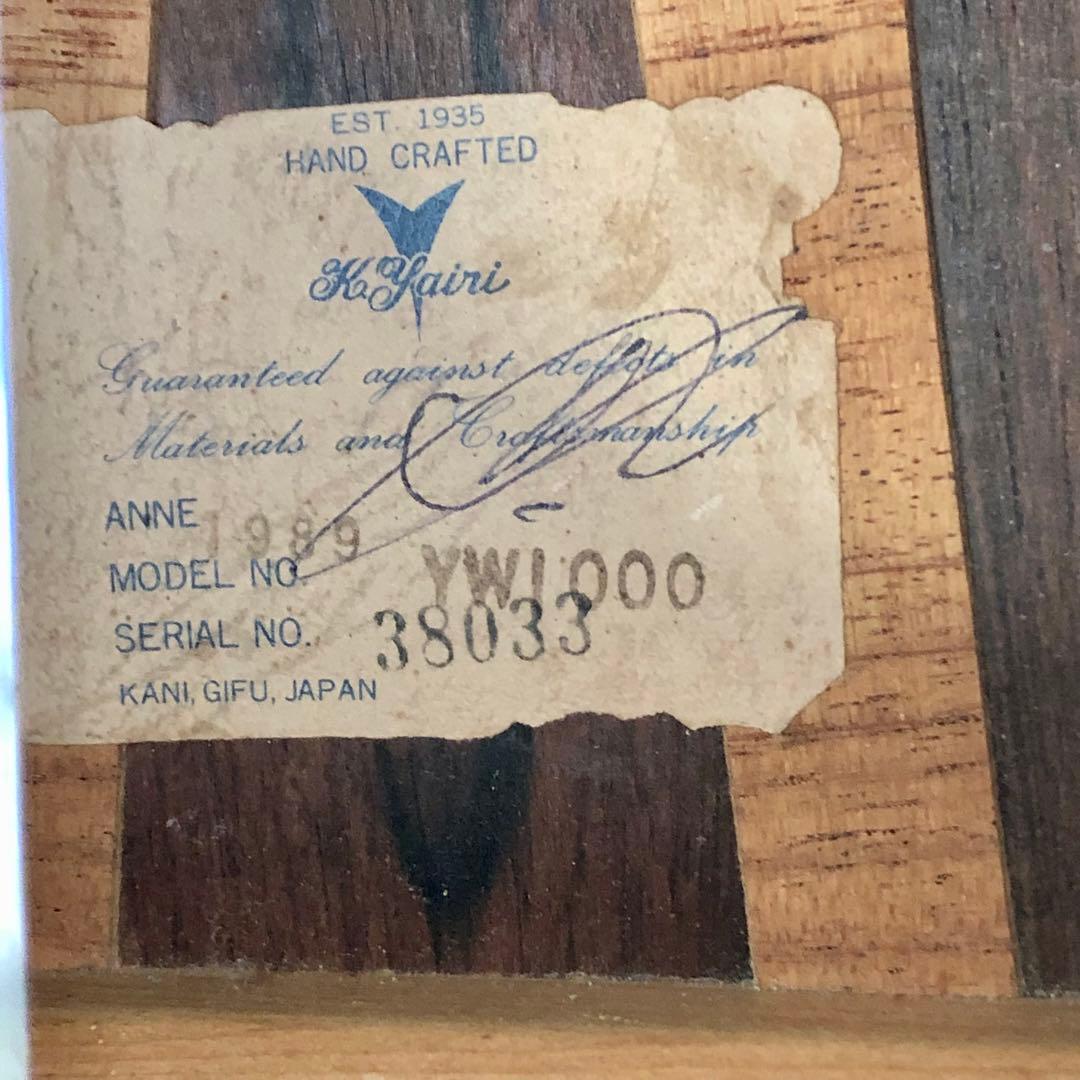 EST. 1935
HAND CRAFTED
K.Yairi
Guaranteed against deffots in
Materials and Craftsmanship
ANNE 1989
MODEL NO. YW1000
SERIAL NO. 38033
KANI, GIFU, JAPAN